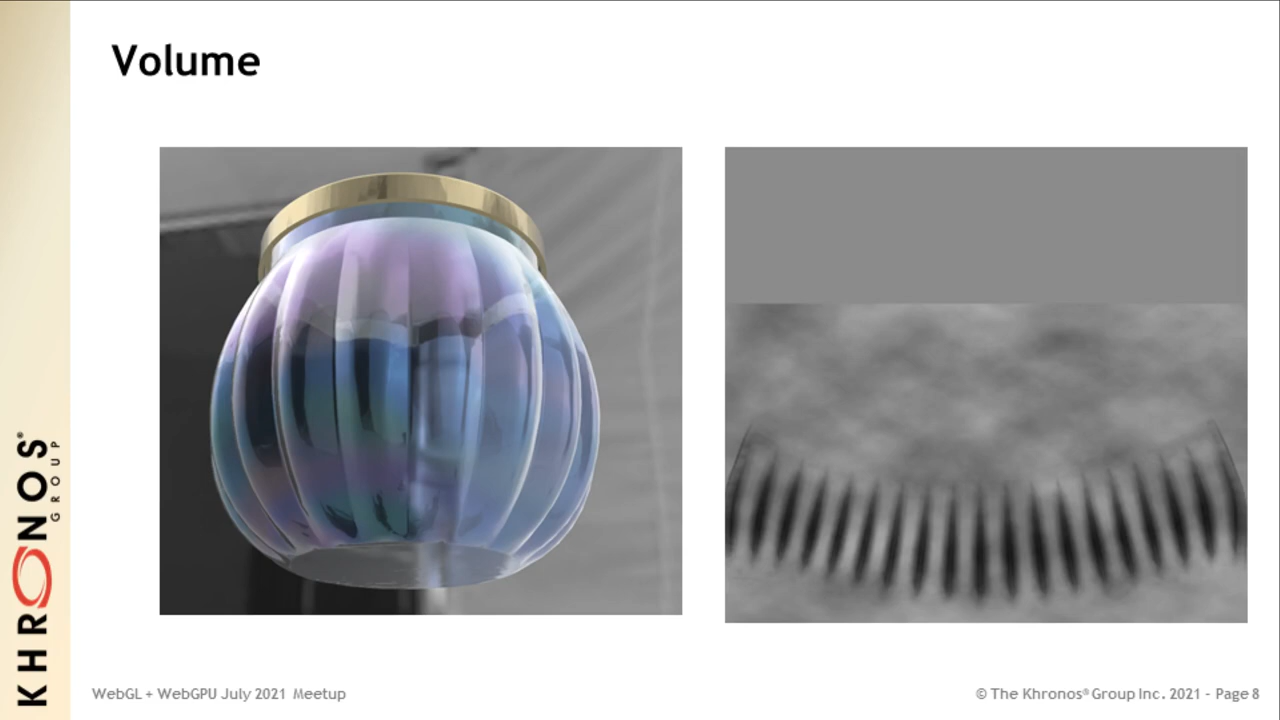 Volume
KHRONOS®
GROUP
WebGL + WebGPU July 2021 Meetup
© The Khronos® Group Inc. 2021 - Page 8